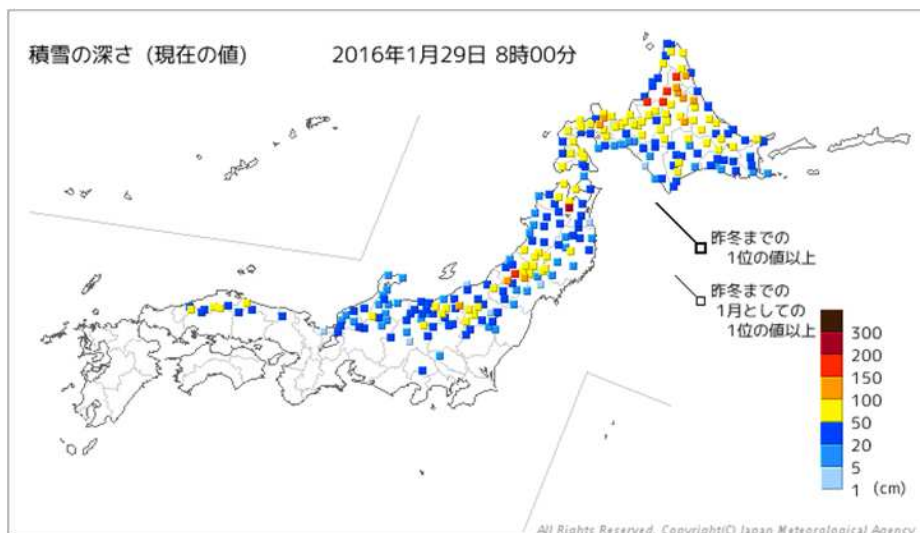 積雪の深さ (現在の値) 2016年1月29日 8時00分
昨冬までの
1位の値以上
昨冬までの
1月としての
1位の値以上
300
200
150
100
50
20
5
1 (cm)
All Rights Reserved. Copyright(C) Japan Meteorological Agency